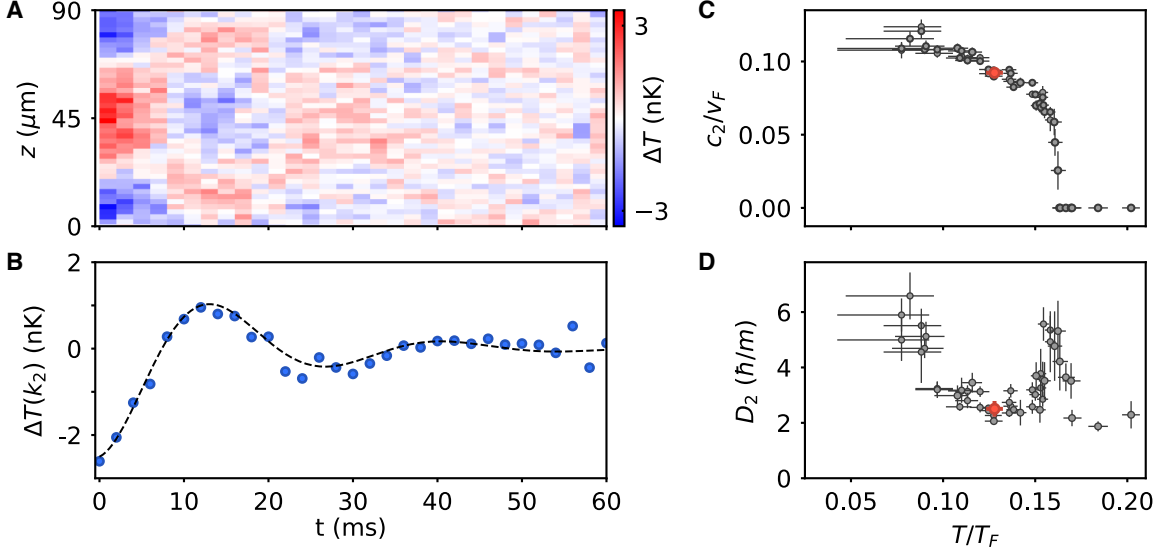 A
90
45
0
z (μm)
3
−3
ΔT (nK)
B
2
0
-2
ΔT(k₂) (nK)
0
10
20
30
40
50
60
t (ms)
C
0.10
0.05
0.00
c₂/v_F
D
6
4
2
0
D₂ (ħ/m)
0.05
0.10
0.15
0.20
T/T_F